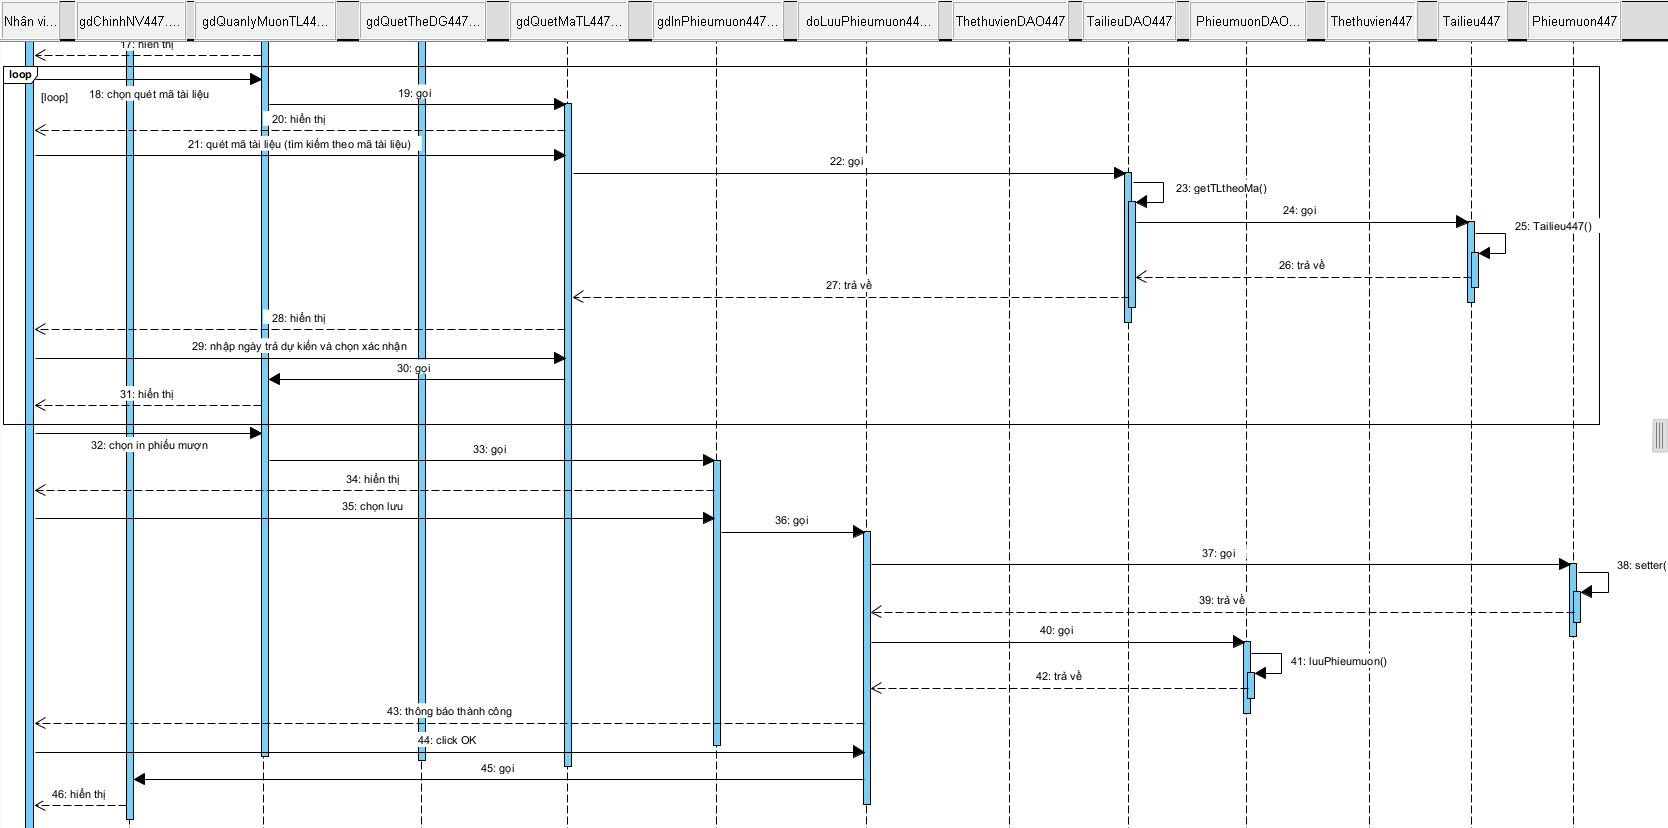 Nhân vi...
gdChinhNV447....
gdQuanlyMuonTL44...
gdQuetTheDG447...
gdQuetMaTL447...
gdInPhieumuon447...
doLuuPhieumuon44...
ThethuvienDAO447
TailieuDAO447
PhieumuonDAO...
Thethuvien447
Tailieu447
Phieumuon447
17: hiển thị
loop
[loop]
18: chọn quét mã tài liệu
19: gọi
20: hiển thị
21: quét mã tài liệu (tìm kiếm theo mã tài liệu)
22: gọi
23: getTLtheoMa()
24: gọi
25: Tailieu447()
26: trả về
27: trả về
28: hiển thị
29: nhập ngày trả dự kiến và chọn xác nhận
30: gọi
31: hiển thị
32: chọn in phiếu mượn
33: gọi
34: hiển thị
35: chọn lưu
36: gọi
37: gọi
38: setter(
39: trả về
40: gọi
41: luuPhieumuon()
42: trả về
43: thông báo thành công
44: click OK
45: gọi
46: hiển thị